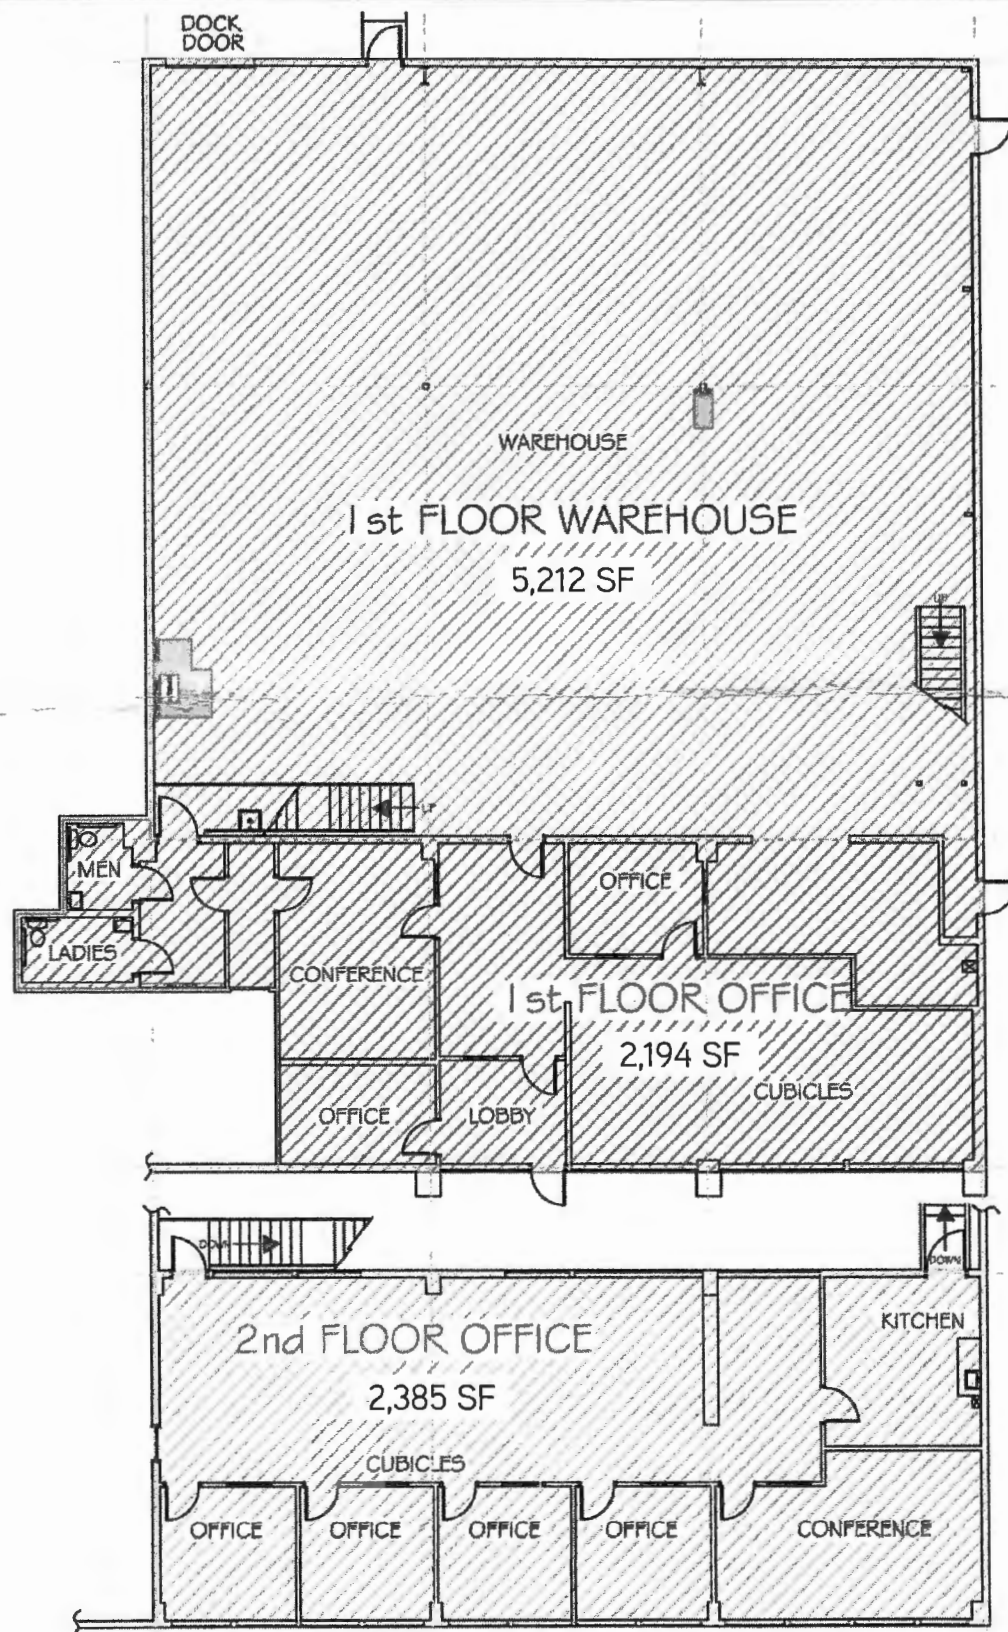 DOCK
DOOR
WAREHOUSE
1st FLOOR WAREHOUSE
5,212 SF
UP
UP
MEN
OFFICE
LADIES
CONFERENCE
1st FLOOR OFFICE
2,194 SF
CUBICLES
OFFICE
LOBBY
DOWN
DOWN
KITCHEN
2nd FLOOR OFFICE
2,385 SF
CUBICLES
OFFICE
OFFICE
OFFICE
OFFICE
CONFERENCE